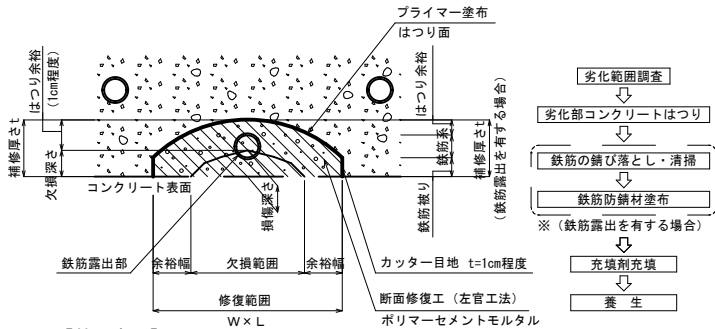 プライマー塗布
はつり面
はつり余裕
(1cm程度)
補修厚さt
欠損深さ
コンクリート表面
損傷深さ
はつり余裕
鉄筋系
鉄筋被り
補修厚さt
(鉄筋露出を有する場合)
鉄筋露出部
余裕幅
欠損範囲
余裕幅
修復範囲
W×L
カッター目地 t=1cm程度
断面修復工(左官工法)
ポリマーセメントモルタル
劣化範囲調査
劣化部コンクリートはつり
鉄筋の錆び落とし・清掃
鉄筋防錆材塗布
※(鉄筋露出を有する場合)
充填剤充填
養 生